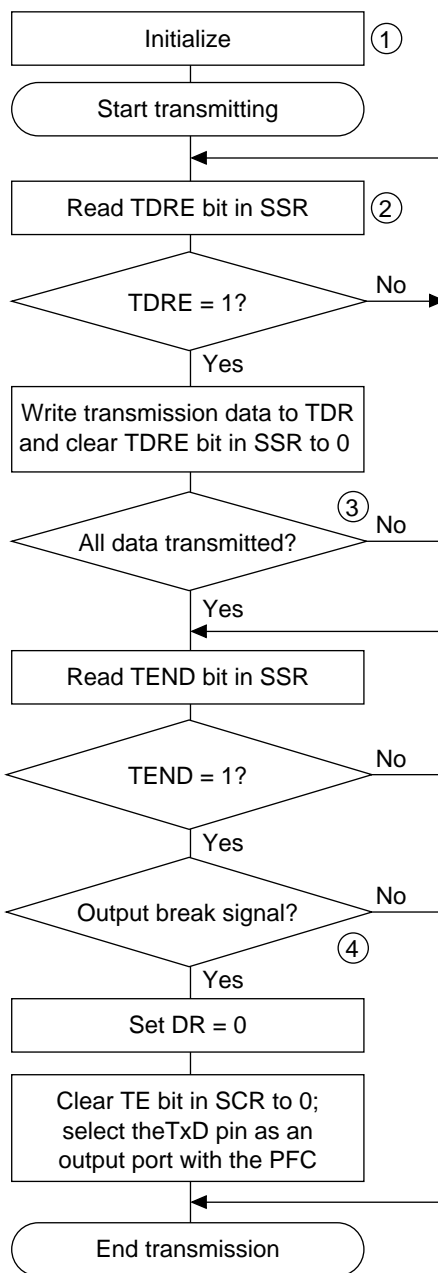 Initialize
①
Start transmitting
Read TDRE bit in SSR
②
TDRE = 1?
No
Yes
Write transmission data to TDR
and clear TDRE bit in SSR to 0
③
All data transmitted?
No
Yes
Read TEND bit in SSR
TEND = 1?
No
Yes
Output break signal?
No
④
Yes
Set DR = 0
Clear TE bit in SCR to 0;
select theTxD pin as an
output port with the PFC
End transmission